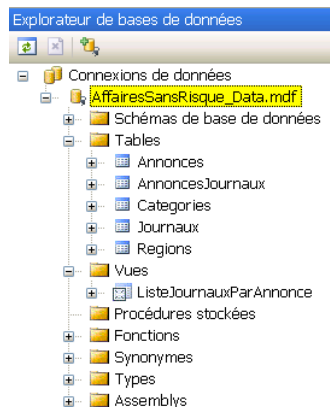 Explorateur de bases de données
Connexions de données
AffairesSansRisque_Data.mdf
Schémas de base de données
Tables
Annonces
AnnoncesJournaux
Categories
Journaux
Regions
Vues
ListeJournauxParAnnonce
Procédures stockées
Fonctions
Synonymes
Types
Assemblys